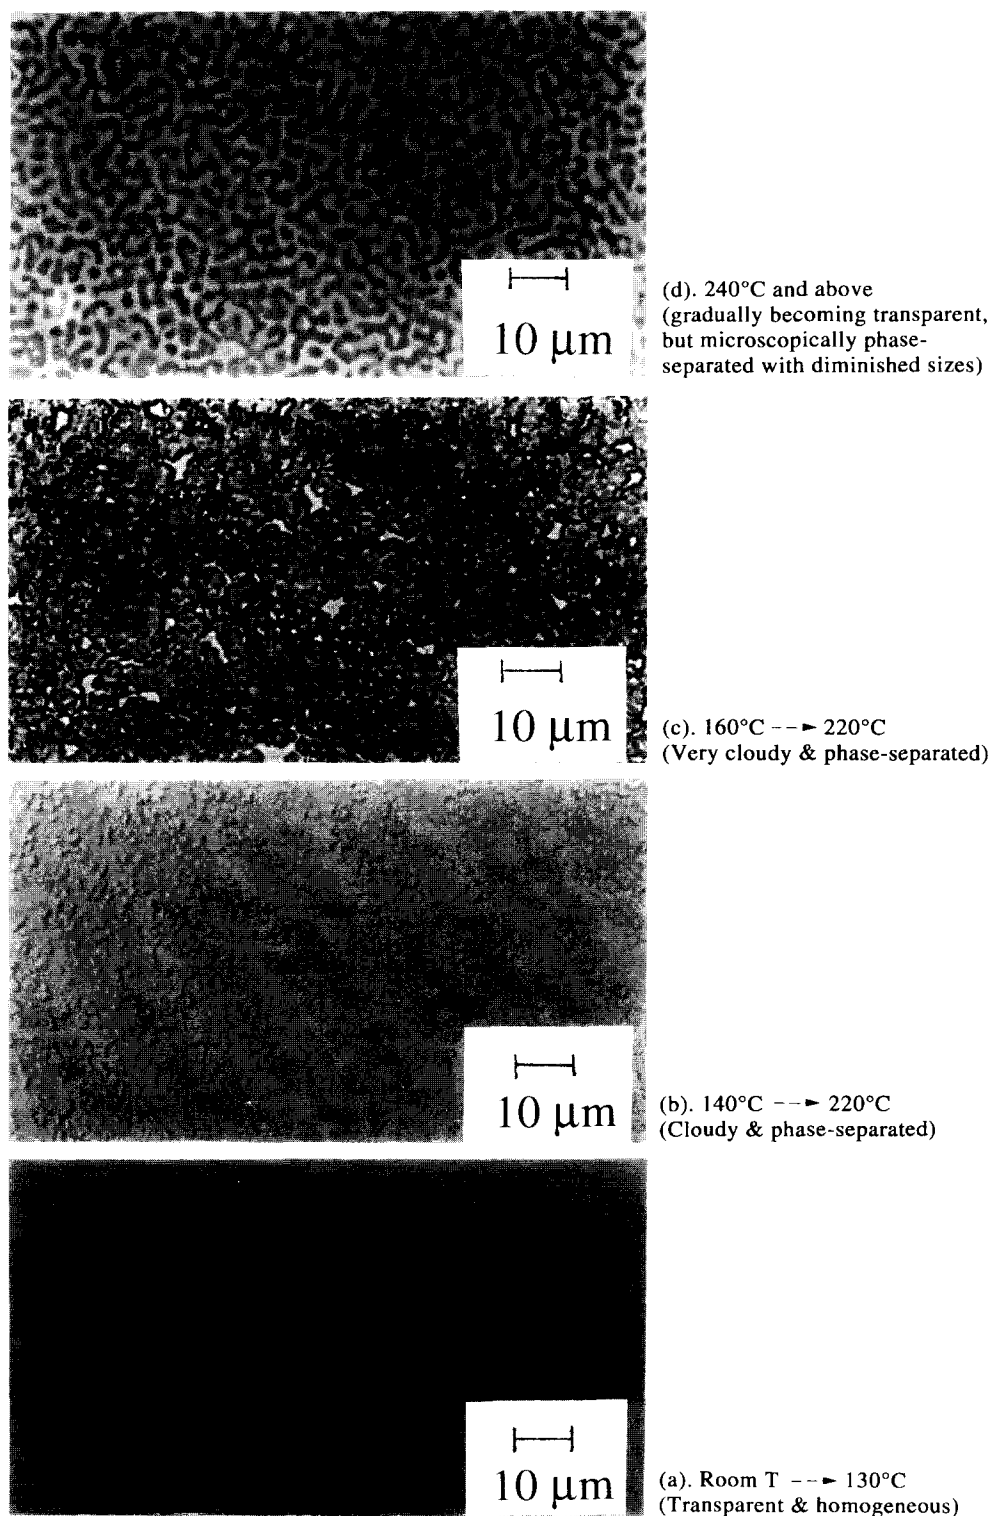 10 μm
(d). 240°C and above
(gradually becoming transparent,
but microscopically phase-
separated with diminished sizes)
10 μm
(c). 160°C --► 220°C
(Very cloudy & phase-separated)
10 μm
(b). 140°C --► 220°C
(Cloudy & phase-separated)
10 μm
(a). Room T --► 130°C
(Transparent & homogeneous)